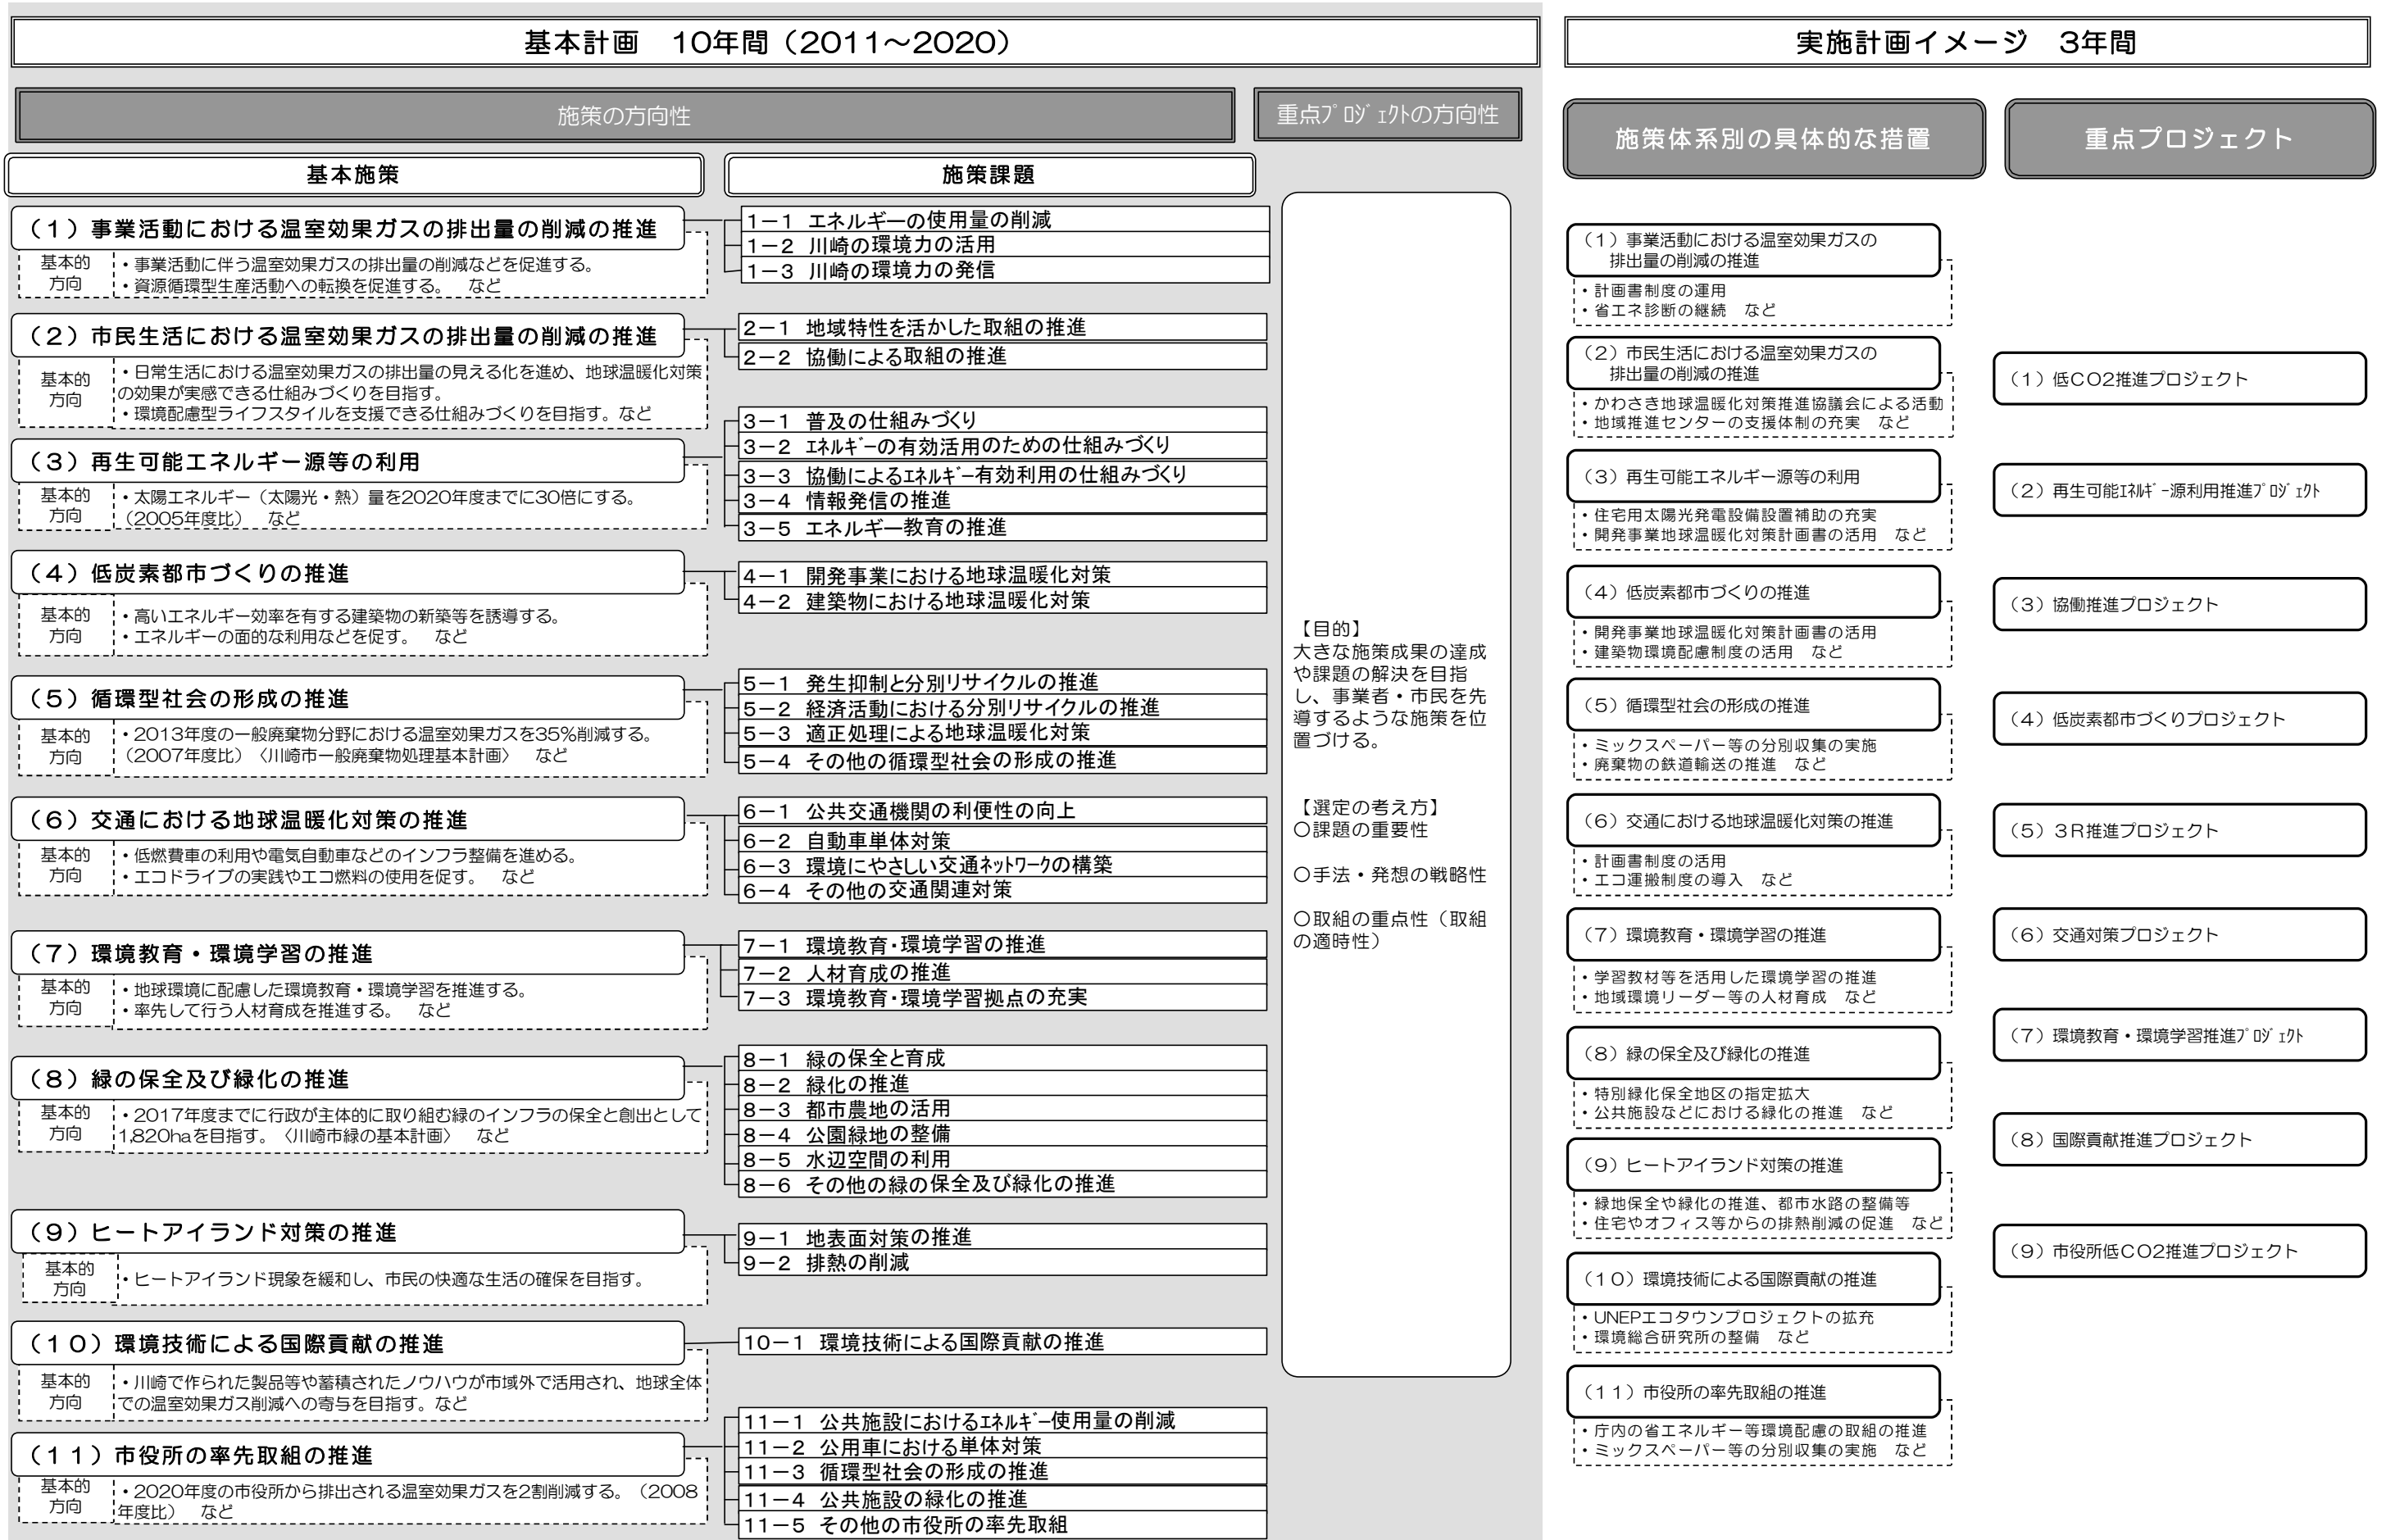 基本計画　10年間（2011～2020）
施策の方向性
重点ﾌﾟﾛｼﾞｪｸﾄの方向性
基本施策
施策課題
（1）事業活動における温室効果ガスの排出量の削減の推進
基本的
方向
・事業活動に伴う温室効果ガスの排出量の削減などを促進する。
・資源循環型生産活動への転換を促進する。　など
1－1　エネルギーの使用量の削減
1－2　川崎の環境力の活用
1－3　川崎の環境力の発信
（2）市民生活における温室効果ガスの排出量の削減の推進
基本的
方向
・日常生活における温室効果ガスの排出量の見える化を進め、地球温暖化対策
の効果が実感できる仕組みづくりを目指す。
・環境配慮型ライフスタイルを支援できる仕組みづくりを目指す。など
2－1　地域特性を活かした取組の推進
2－2　協働による取組の推進
（3）再生可能エネルギー源等の利用
基本的
方向
・太陽エネルギー（太陽光・熱）量を2020年度までに30倍にする。
（2005年度比）　など
3－1　普及の仕組みづくり
3－2　ｴﾈﾙｷﾞｰの有効活用のための仕組みづくり
3－3　協働によるｴﾈﾙｷﾞｰ有効利用の仕組みづくり
3－4　情報発信の推進
3－5　エネルギー教育の推進
（4）低炭素都市づくりの推進
基本的
方向
・高いエネルギー効率を有する建築物の新築等を誘導する。
・エネルギーの面的な利用などを促す。　など
4－1　開発事業における地球温暖化対策
4－2　建築物における地球温暖化対策
（5）循環型社会の形成の推進
基本的
方向
・2013年度の一般廃棄物分野における温室効果ガスを35％削減する。
（2007年度比）〈川崎市一般廃棄物処理基本計画〉　など
5－1　発生抑制と分別リサイクルの推進
5－2　経済活動における分別リサイクルの推進
5－3　適正処理による地球温暖化対策
5－4　その他の循環型社会の形成の推進
（6）交通における地球温暖化対策の推進
基本的
方向
・低燃費車の利用や電気自動車などのインフラ整備を進める。
・エコドライブの実践やエコ燃料の使用を促す。　など
6－1　公共交通機関の利便性の向上
6－2　自動車単体対策
6－3　環境にやさしい交通ﾈｯﾄﾜｰｸの構築
6－4　その他の交通関連対策
（7）環境教育・環境学習の推進
基本的
方向
・地球環境に配慮した環境教育・環境学習を推進する。
・率先して行う人材育成を推進する。　など
7－1　環境教育・環境学習の推進
7－2　人材育成の推進
7－3　環境教育・環境学習拠点の充実
（8）緑の保全及び緑化の推進
基本的
方向
・2017年度までに行政が主体的に取り組む緑のインフラの保全と創出として
1,820haを目指す。〈川崎市緑の基本計画〉　など
8－1　緑の保全と育成
8－2　緑化の推進
8－3　都市農地の活用
8－4　公園緑地の整備
8－5　水辺空間の利用
8－6　その他の緑の保全及び緑化の推進
（9）ヒートアイランド対策の推進
基本的
方向
・ヒートアイランド現象を緩和し、市民の快適な生活の確保を目指す。
9－1　地表面対策の推進
9－2　排熱の削減
（10）環境技術による国際貢献の推進
基本的
方向
・川崎で作られた製品等や蓄積されたノウハウが市域外で活用され、地球全体
での温室効果ガス削減への寄与を目指す。など
10－1　環境技術による国際貢献の推進
（11）市役所の率先取組の推進
基本的
方向
・2020年度の市役所から排出される温室効果ガスを2割削減する。（2008
年度比）　など
11－1　公共施設におけるｴﾈﾙｷﾞｰ使用量の削減
11－2　公用車における単体対策
11－3　循環型社会の形成の推進
11－4　公共施設の緑化の推進
11－5　その他の市役所の率先取組
【目的】
大きな施策成果の達成
や課題の解決を目指
し、事業者・市民を先
導するような施策を位
置づける。
【選定の考え方】
○課題の重要性
○手法・発想の戦略性
○取組の重点性（取組
の適時性）
実施計画イメージ　3年間
施策体系別の具体的な措置
重点プロジェクト
（1）事業活動における温室効果ガスの
排出量の削減の推進
・計画書制度の運用
・省エネ診断の継続　など
（2）市民生活における温室効果ガスの
排出量の削減の推進
・かわさき地球温暖化対策推進協議会による活動
・地域推進センターの支援体制の充実　など
（3）再生可能エネルギー源等の利用
・住宅用太陽光発電設備設置補助の充実
・開発事業地球温暖化対策計画書の活用　など
（4）低炭素都市づくりの推進
・開発事業地球温暖化対策計画書の活用
・建築物環境配慮制度の活用　など
（5）循環型社会の形成の推進
・ミックスペーパー等の分別収集の実施
・廃棄物の鉄道輸送の推進　など
（6）交通における地球温暖化対策の推進
・計画書制度の活用
・エコ運搬制度の導入　など
（7）環境教育・環境学習の推進
・学習教材等を活用した環境学習の推進
・地域環境リーダー等の人材育成　など
（8）緑の保全及び緑化の推進
・特別緑化保全地区の指定拡大
・公共施設などにおける緑化の推進　など
（9）ヒートアイランド対策の推進
・緑地保全や緑化の推進、都市水路の整備等
・住宅やオフィス等からの排熱削減の促進　など
（10）環境技術による国際貢献の推進
・UNEPエコタウンプロジェクトの拡充
・環境総合研究所の整備　など
（11）市役所の率先取組の推進
・庁内の省エネルギー等環境配慮の取組の推進
・ミックスペーパー等の分別収集の実施　など
（1）低CO2推進プロジェクト
（2）再生可能ｴﾈﾙｷﾞｰ源利用推進ﾌﾟﾛｼﾞｪｸﾄ
（3）協働推進プロジェクト
（4）低炭素都市づくりプロジェクト
（5）3R推進プロジェクト
（6）交通対策プロジェクト
（7）環境教育・環境学習推進ﾌﾟﾛｼﾞｪｸﾄ
（8）国際貢献推進プロジェクト
（9）市役所低CO2推進プロジェクト